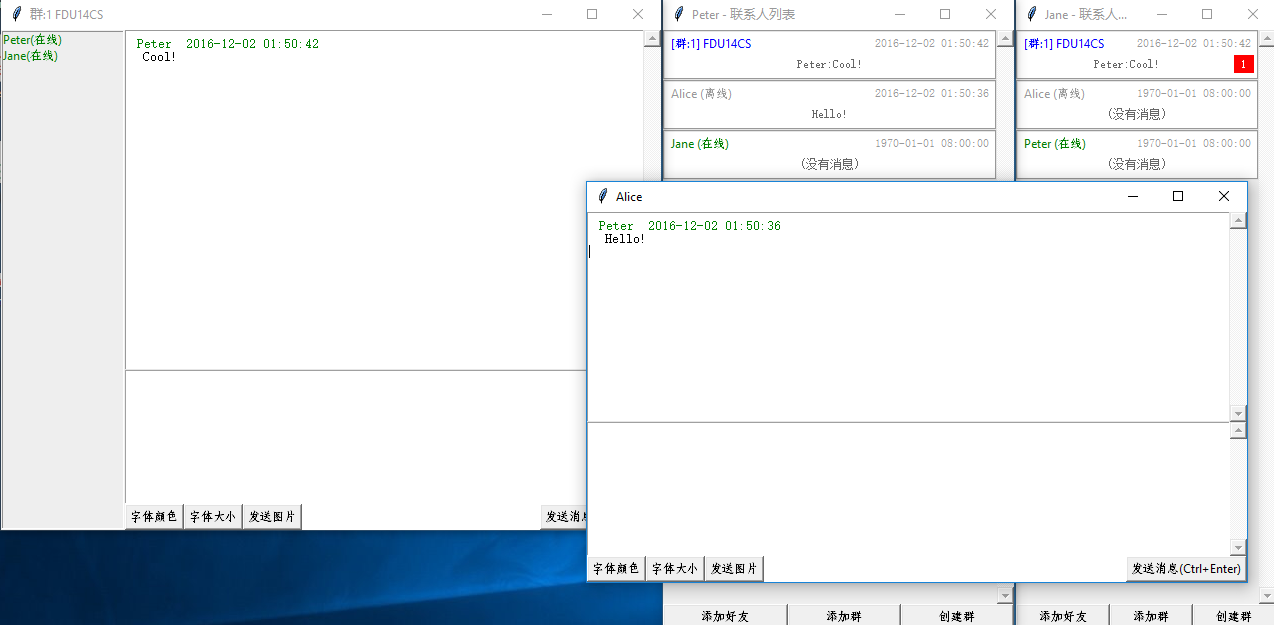 群:1 FDU14CS
Peter(在线)
Jane(在线)
Peter 2016-12-02 01:50:42
Cool!
字体颜色 字体大小 发送图片 发送消
Peter - 联系人列表
[群:1] FDU14CS 2016-12-02 01:50:42
Peter:Cool!
Alice (离线) 2016-12-02 01:50:36
Hello!
Jane (在线) 1970-01-01 08:00:00
(没有消息)
Jane - 联系人...
[群:1] FDU14CS 2016-12-02 01:50:42
Peter:Cool! 1
Alice (离线) 1970-01-01 08:00:00
(没有消息)
Peter (在线) 1970-01-01 08:00:00
(没有消息)
Alice
Peter 2016-12-02 01:50:36
Hello!
字体颜色 字体大小 发送图片 发送消息(Ctrl+Enter)
添加好友 添加群 创建群
添加好友 添加群 创建群